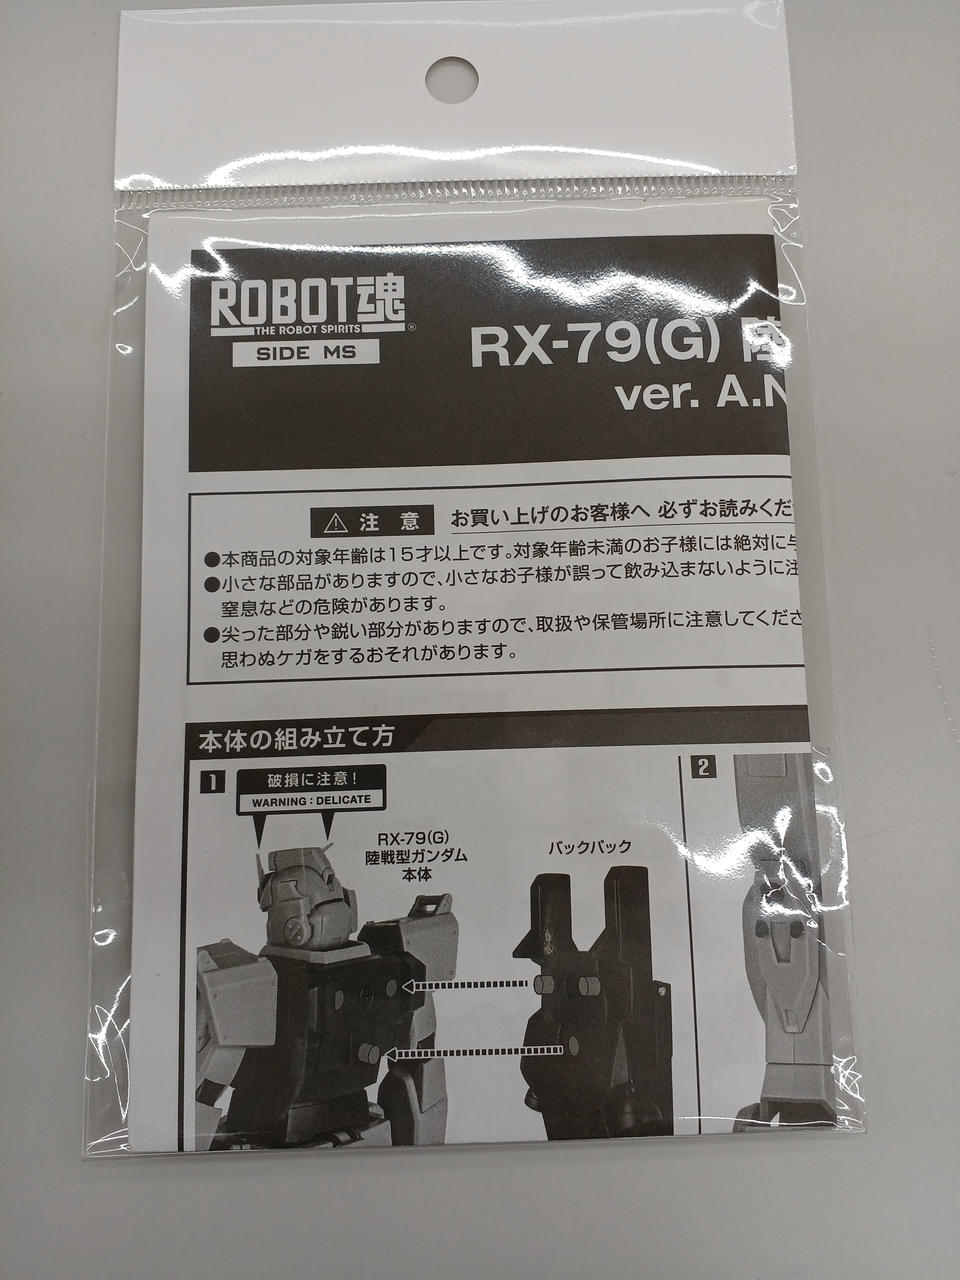 ROBOT魂
THE ROBOT SPIRITS
®
SIDE MS
RX-79(G) 陸
ver. A.N
⚠ 注 意 お買い上げのお客様へ 必ずお読みくだ
●本商品の対象年齢は15才以上です。対象年齢未満のお子様には絶対に与
●小さな部品がありますので、小さなお子様が誤って飲み込まないように注
窒息などの危険があります。
●尖った部分や鋭い部分がありますので、取扱や保管場所に注意してくださ
思わぬケガをするおそれがあります。
本体の組み立て方
1
破損に注意！
WARNING : DELICATE
RX-79(G)
陸戦型ガンダム
本体
バックパック
2